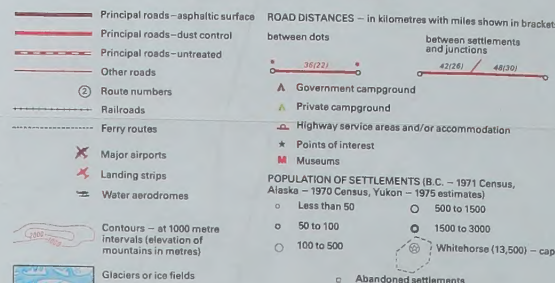 Principal roads–asphaltic surface
Principal roads–dust control
Principal roads–untreated
Other roads
2 Route numbers
Railroads
Ferry routes
Major airports
Landing strips
Water aerodromes
Contours – at 1000 metre
intervals (elevation of
mountains in metres)
Glaciers or ice fields
ROAD DISTANCES – in kilometres with miles shown in bracket
between dots
between settlements
and junctions
42(26) 48(30)
Government campground
Private campground
Highway service areas and/or accommodation
Points of interest
M Museums
POPULATION OF SETTLEMENTS (B.C. – 1971 Census,
Alaska – 1970 Census, Yukon – 1975 estimates)
Less than 50
50 to 100
100 to 500
500 to 1500
1500 to 3000
Whitehorse (13,500) – cap
Abandoned settlements